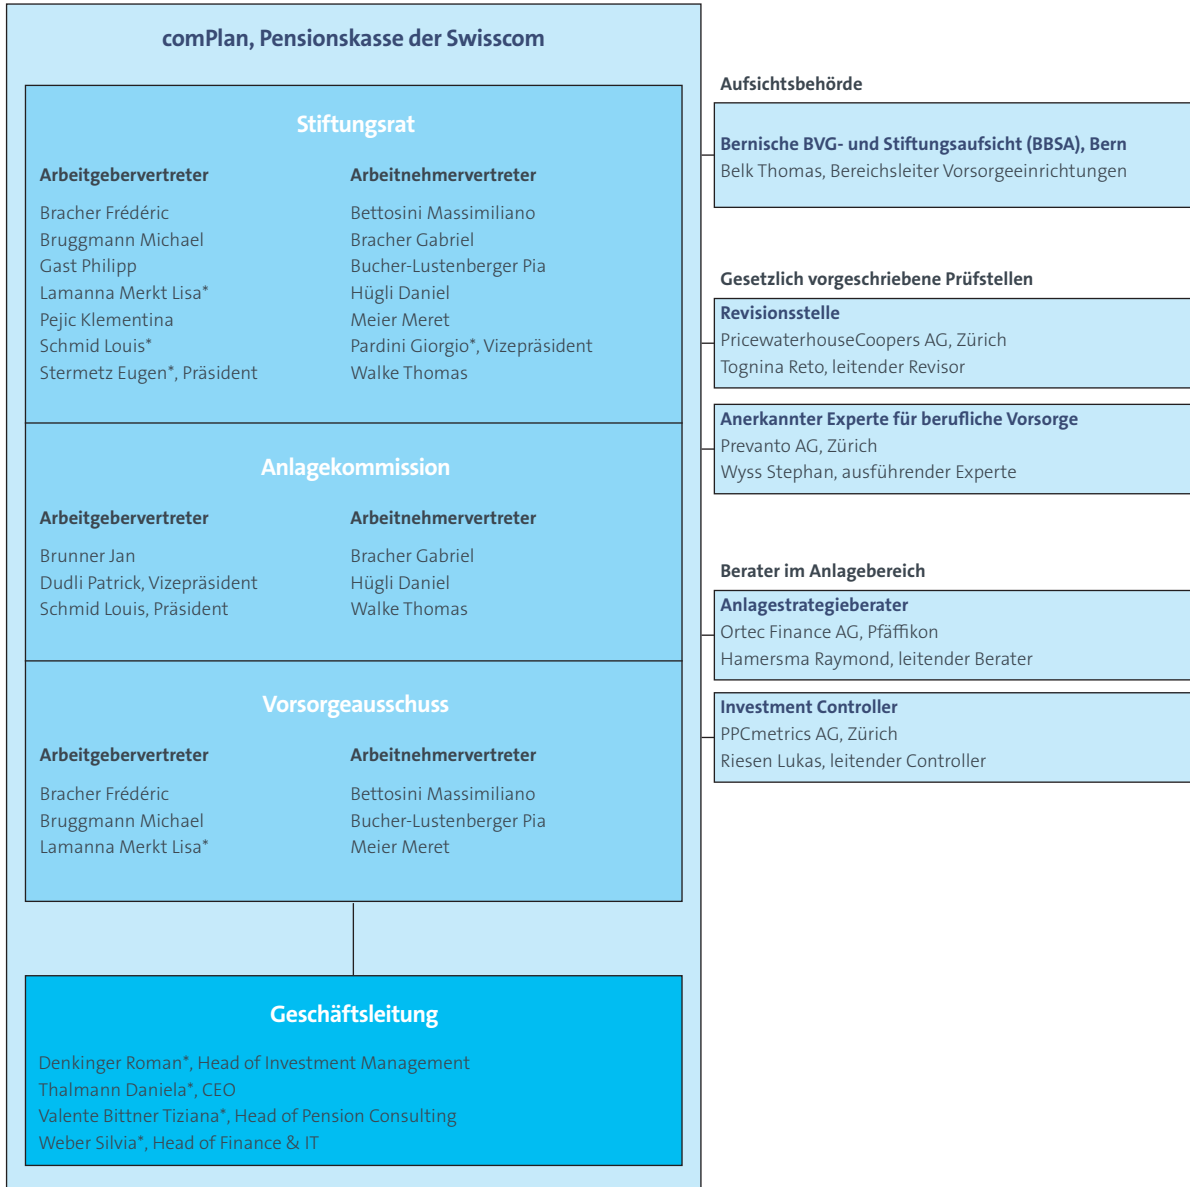 comPlan, Pensionskasse der Swisscom
Stiftungsrat
Arbeitgebervertreter
Bracher Frédéric
Bruggmann Michael
Gast Philipp
Lamanna Merkt Lisa*
Pejic Klementina
Schmid Louis*
Stermetz Eugen*, Präsident
Arbeitnehmervertreter
Bettosini Massimiliano
Bracher Gabriel
Bucher-Lustenberger Pia
Hügli Daniel
Meier Meret
Pardini Giorgio*, Vizepräsident
Walke Thomas
Anlagekommission
Arbeitgebervertreter
Brunner Jan
Dudli Patrick, Vizepräsident
Schmid Louis, Präsident
Arbeitnehmervertreter
Bracher Gabriel
Hügli Daniel
Walke Thomas
Vorsorgeausschuss
Arbeitgebervertreter
Bracher Frédéric
Bruggmann Michael
Lamanna Merkt Lisa*
Arbeitnehmervertreter
Bettosini Massimiliano
Bucher-Lustenberger Pia
Meier Meret
Geschäftsleitung
Denkinger Roman*, Head of Investment Management
Thalmann Daniela*, CEO
Valente Bittner Tiziana*, Head of Pension Consulting
Weber Silvia*, Head of Finance & IT
Aufsichtsbehörde
Bernische BVG- und Stiftungsaufsicht (BBSA), Bern
Belk Thomas, Bereichsleiter Vorsorgeeinrichtungen
Gesetzlich vorgeschriebene Prüfstellen
Revisionsstelle
PricewaterhouseCoopers AG, Zürich
Tognina Reto, leitender Revisor
Anerkannter Experte für berufliche Vorsorge
Prevanto AG, Zürich
Wyss Stephan, ausführender Experte
Berater im Anlagebereich
Anlagestrategieberater
Ortec Finance AG, Pfäffikon
Hamersma Raymond, leitender Berater
Investment Controller
PPCmetrics AG, Zürich
Riesen Lukas, leitender Controller